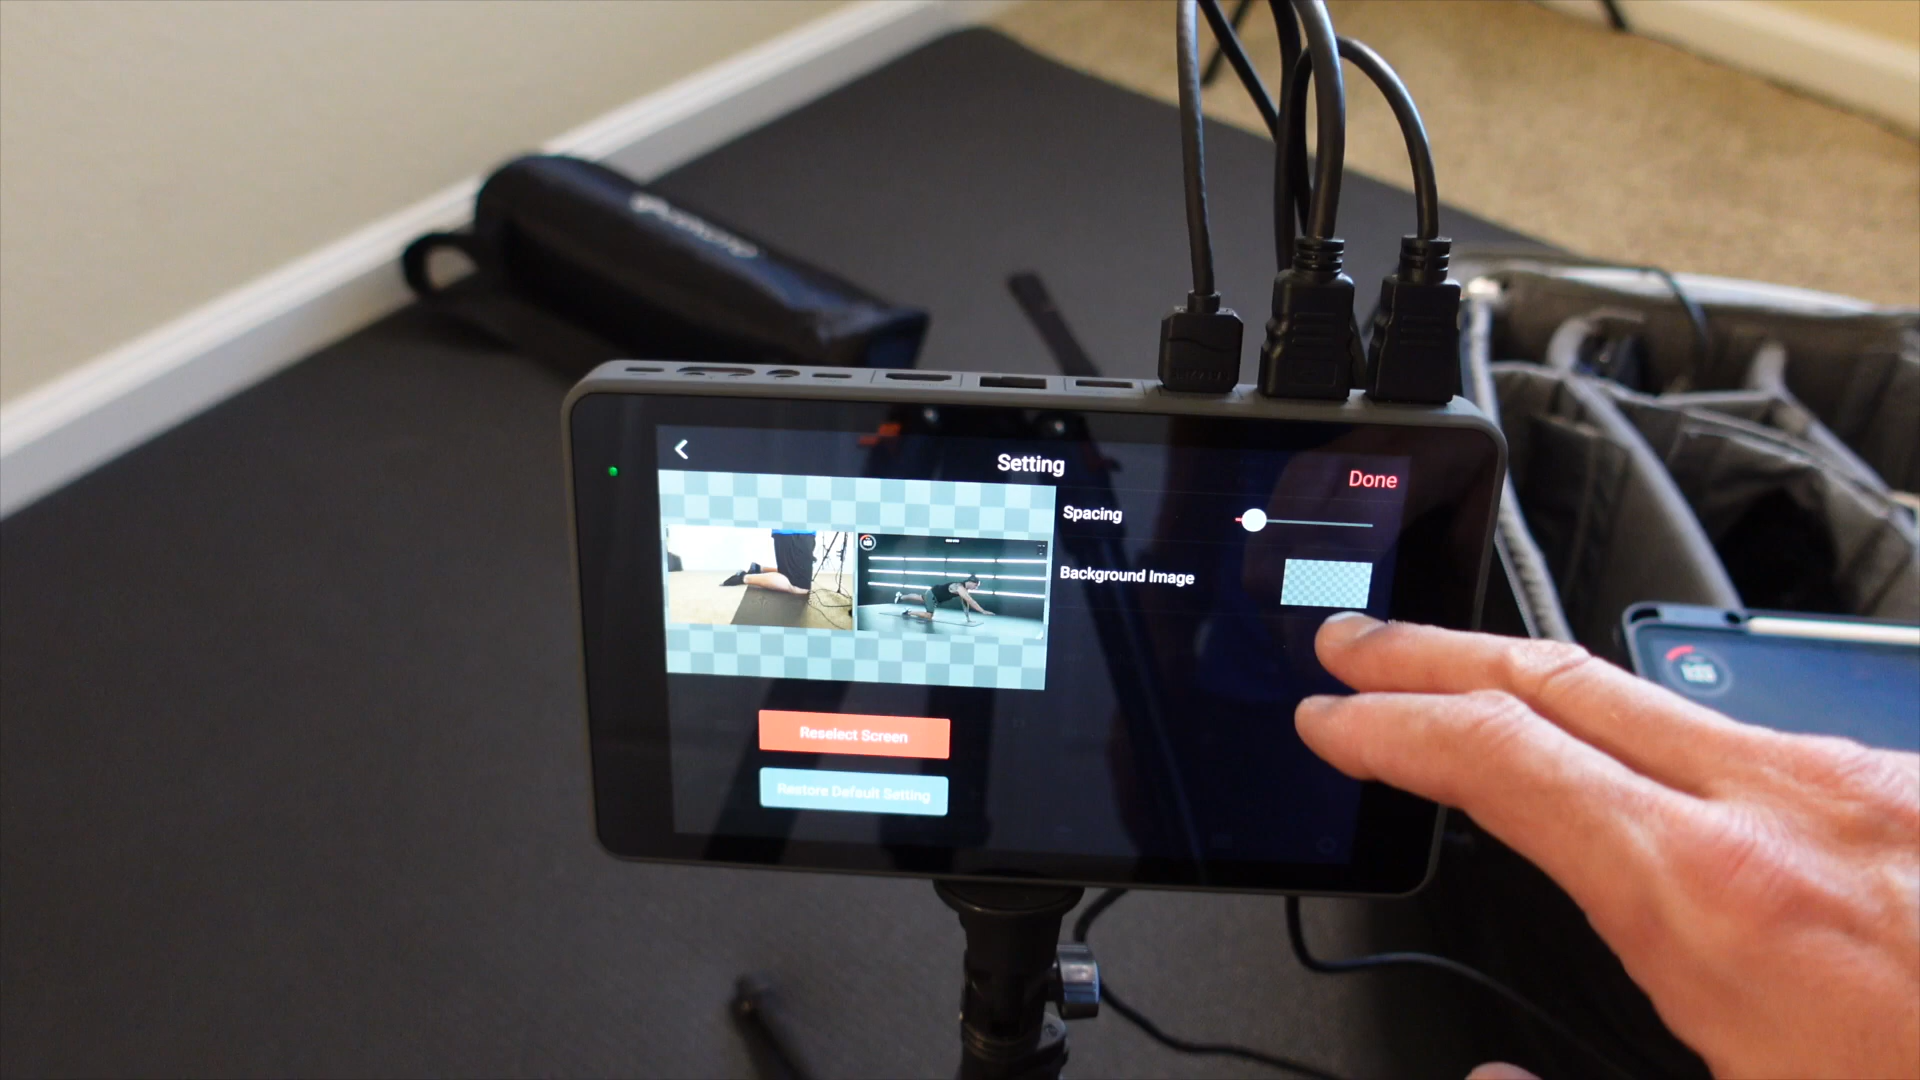 Setting
Done
Spacing
Background Image
Reselect Screen
Restore Default Setting